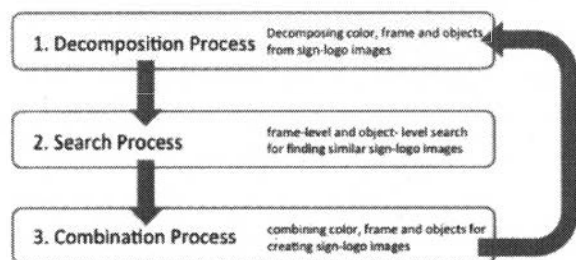 1. Decomposition Process
Decomposing color, frame and objects
from sign-logo images
2. Search Process
frame-level and object- level search
for finding similar sign-logo images
3. Combination Process
combining color, frame and objects for
creating sign-logo images